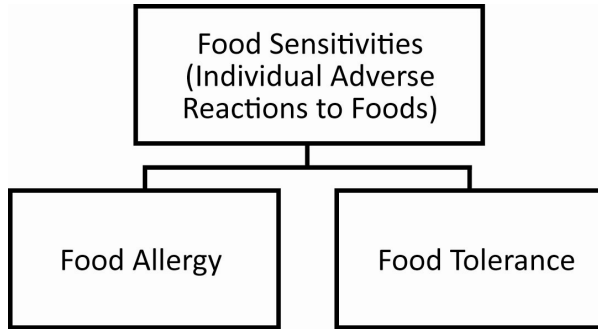 Food Sensitivities
(Individual Adverse
Reactions to Foods)
Food Allergy
Food Tolerance